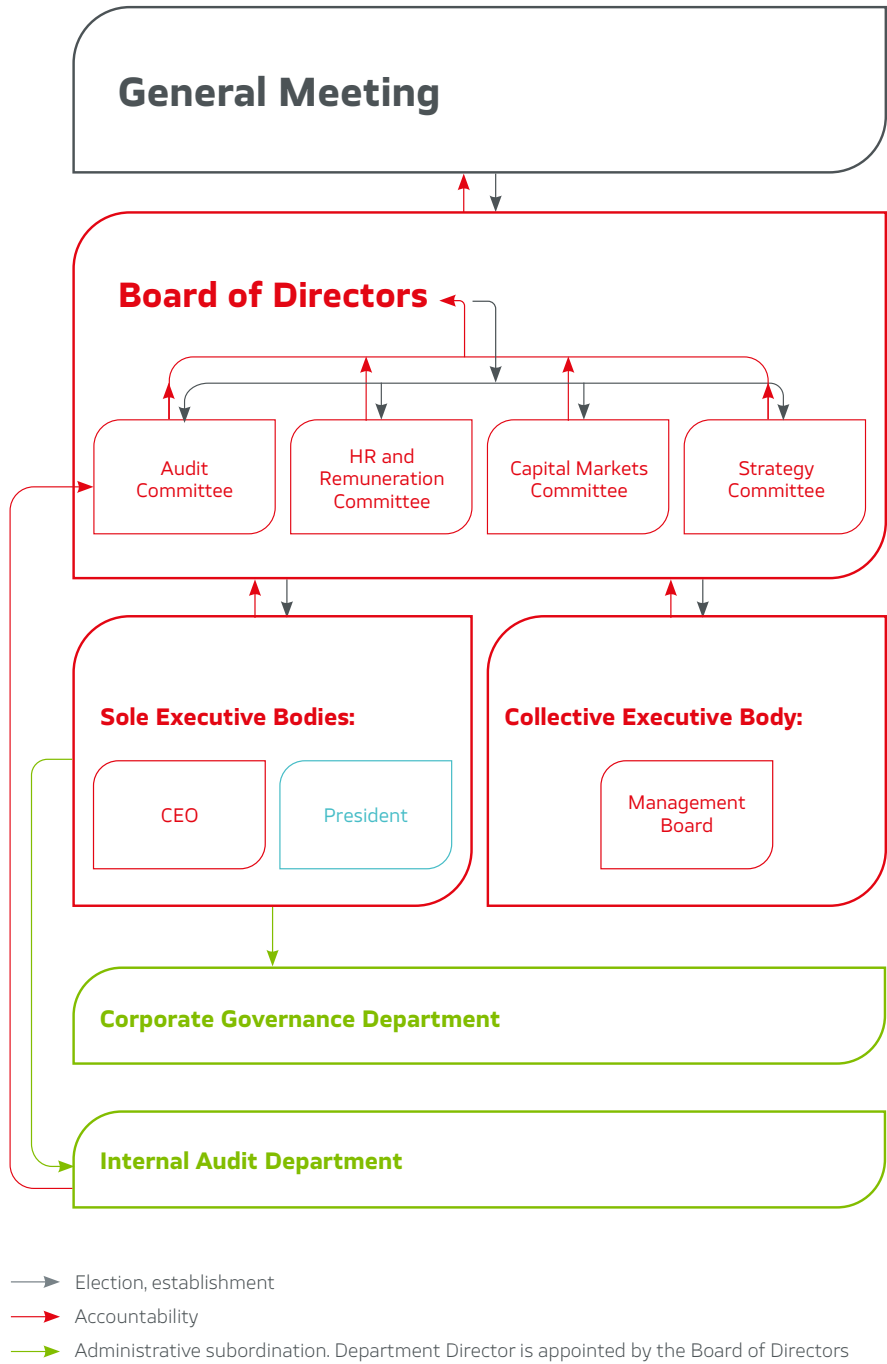 General Meeting
Board of Directors
Audit
Committee
HR and
Remuneration
Committee
Capital Markets
Committee
Strategy
Committee
Sole Executive Bodies:
CEO
President
Collective Executive Body:
Management
Board
Corporate Governance Department
Internal Audit Department
Election, establishment
Accountability
Administrative subordination. Department Director is appointed by the Board of Directors